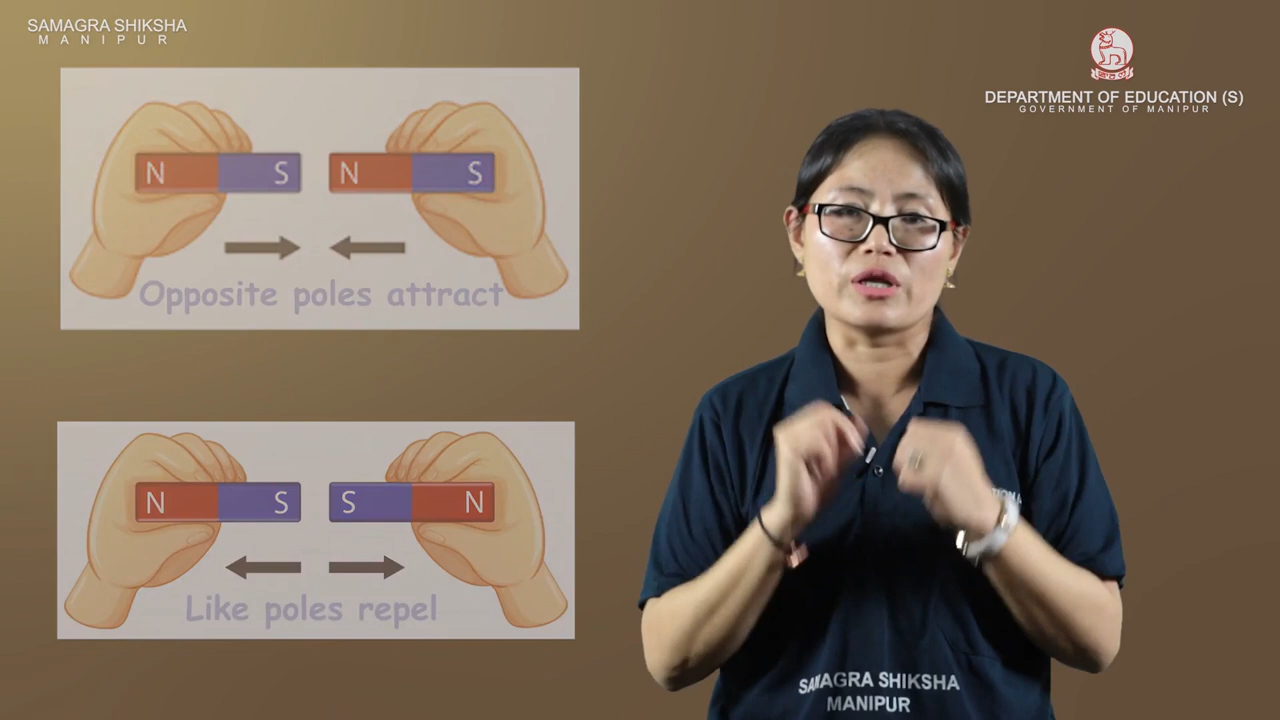 SAMAGRA SHIKSHA
MANIPUR
DEPARTMENT OF EDUCATION (S)
GOVERNMENT OF MANIPUR
N S N S
Opposite poles attract
N S S N
Like poles repel
SAMAGRA SHIKSHA
MANIPUR